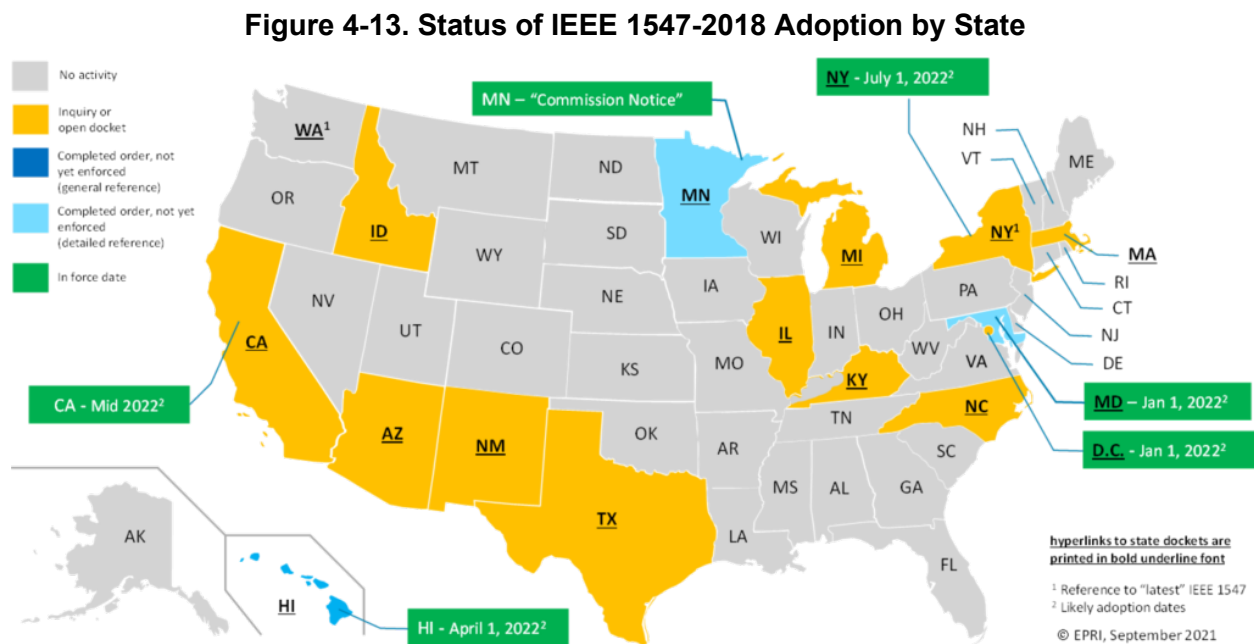 Figure 4-13. Status of IEEE 1547-2018 Adoption by State
No activity
Inquiry or
open docket
Completed order, not
yet enforced
(general reference)
Completed order, not yet
enforced
(detailed reference)
In force date
MN – “Commission Notice”
NY - July 1, 2022²
WA¹
MT
ND
MN
NH
VT
ME
OR
ID
WY
SD
WI
MI
NY¹
MA
RI
CT
NJ
DE
NV
UT
CO
NE
IA
IL
IN
OH
PA
WV
VA
CA
KS
MO
KY
NC
MD – Jan 1, 2022²
CA - Mid 2022²
AZ
NM
OK
AR
TN
SC
D.C. - Jan 1, 2022²
TX
LA
MS
AL
GA
FL
AK
HI
HI - April 1, 2022²
hyperlinks to state dockets are
printed in bold underline font
¹ Reference to “latest” IEEE 1547
² Likely adoption dates
© EPRI, September 2021